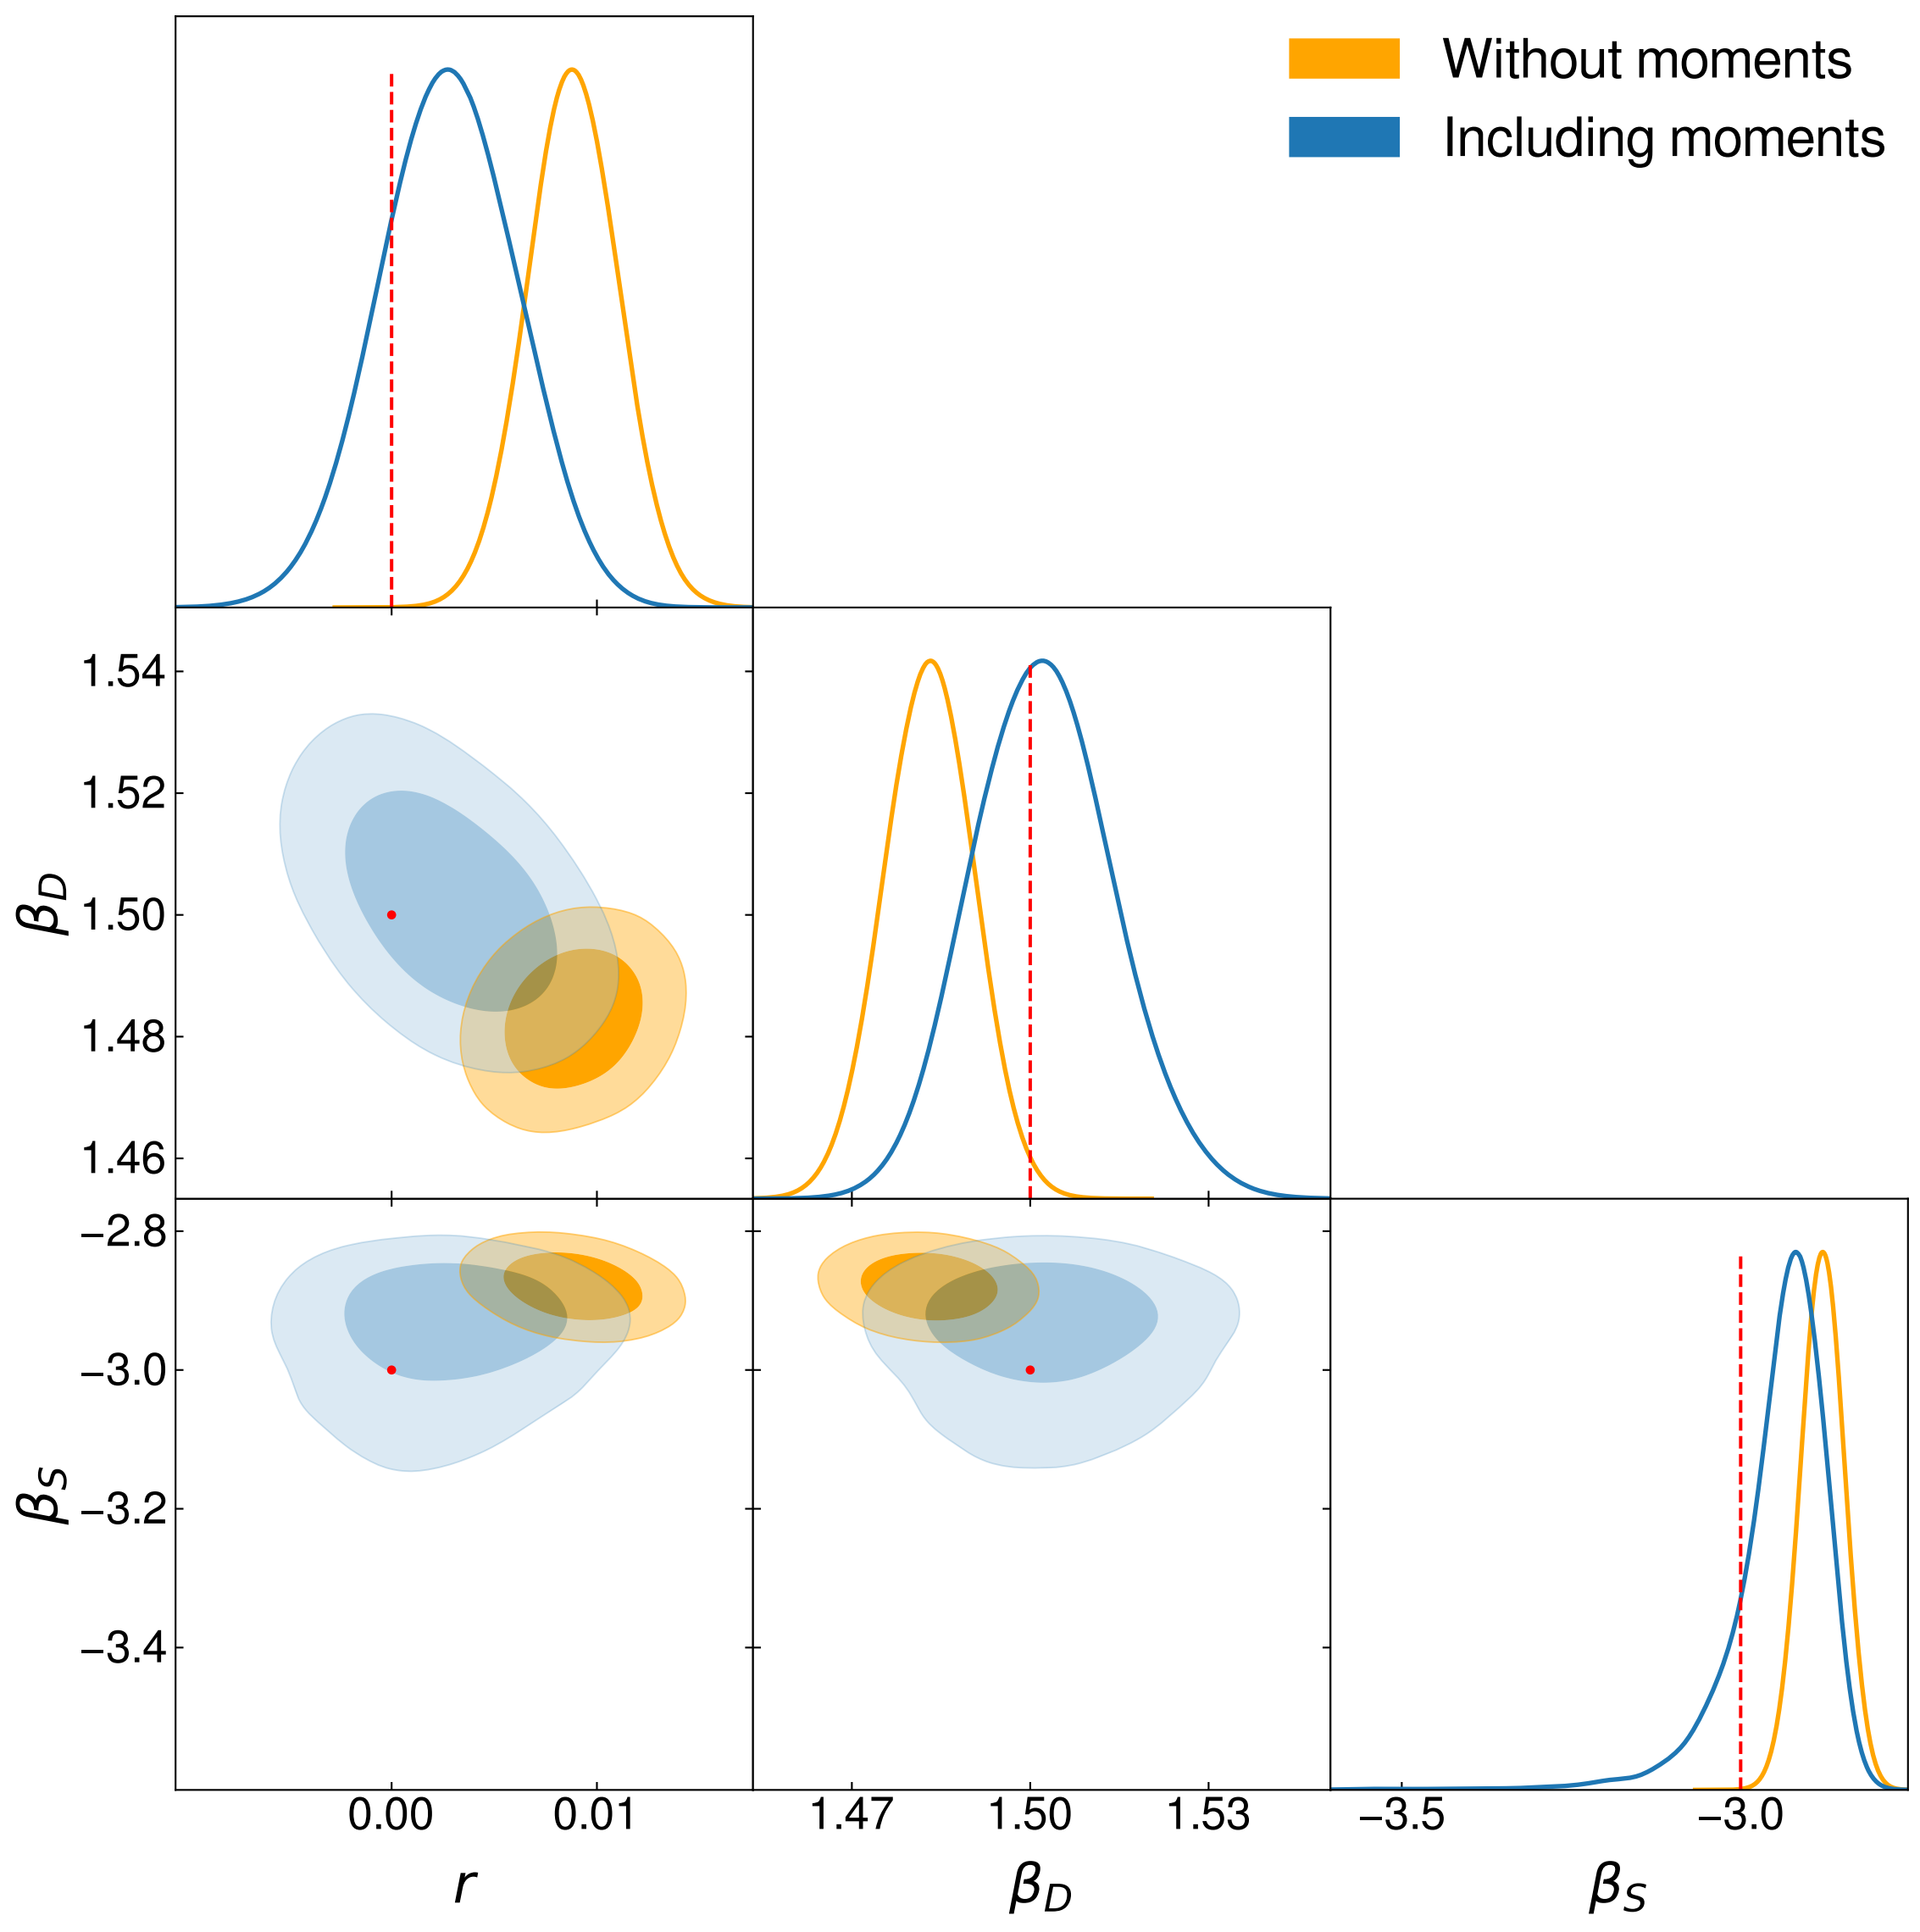 Without moments
Including moments
1.54
1.52
1.50
1.48
1.46
β_D
−2.8
−3.0
−3.2
−3.4
β_S
0.00 0.01
1.47 1.50 1.53
−3.5 −3.0
r
β_D
β_S